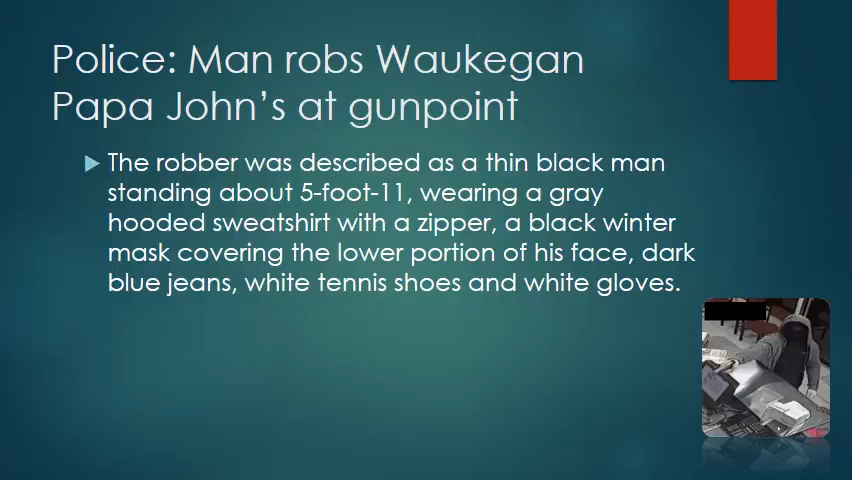 Police: Man robs Waukegan
Papa John's at gunpoint
The robber was described as a thin black man
standing about 5-foot-11, wearing a gray
hooded sweatshirt with a zipper, a black winter
mask covering the lower portion of his face, dark
blue jeans, white tennis shoes and white gloves.